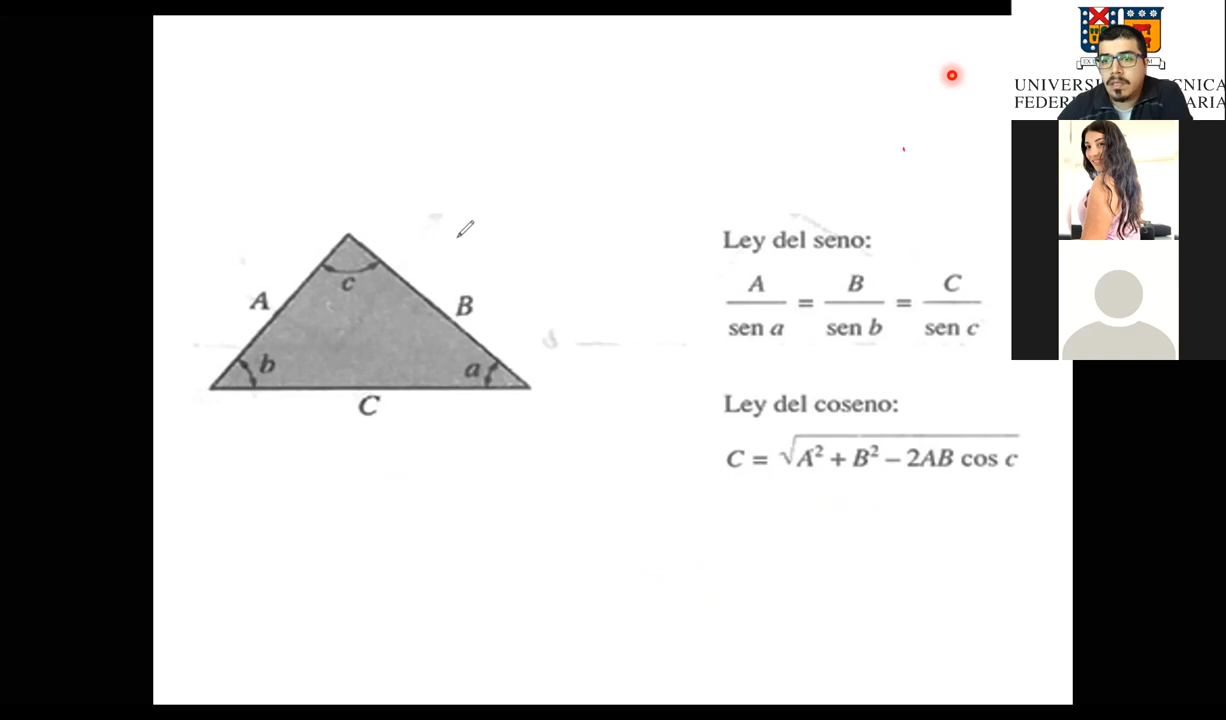 c
A
B
b
a
C
Ley del seno:
A = B = C
sen a sen b sen c
Ley del coseno:
C = √A² + B² – 2AB cos c
UNIVERSI CNICA
FEDER ARIA